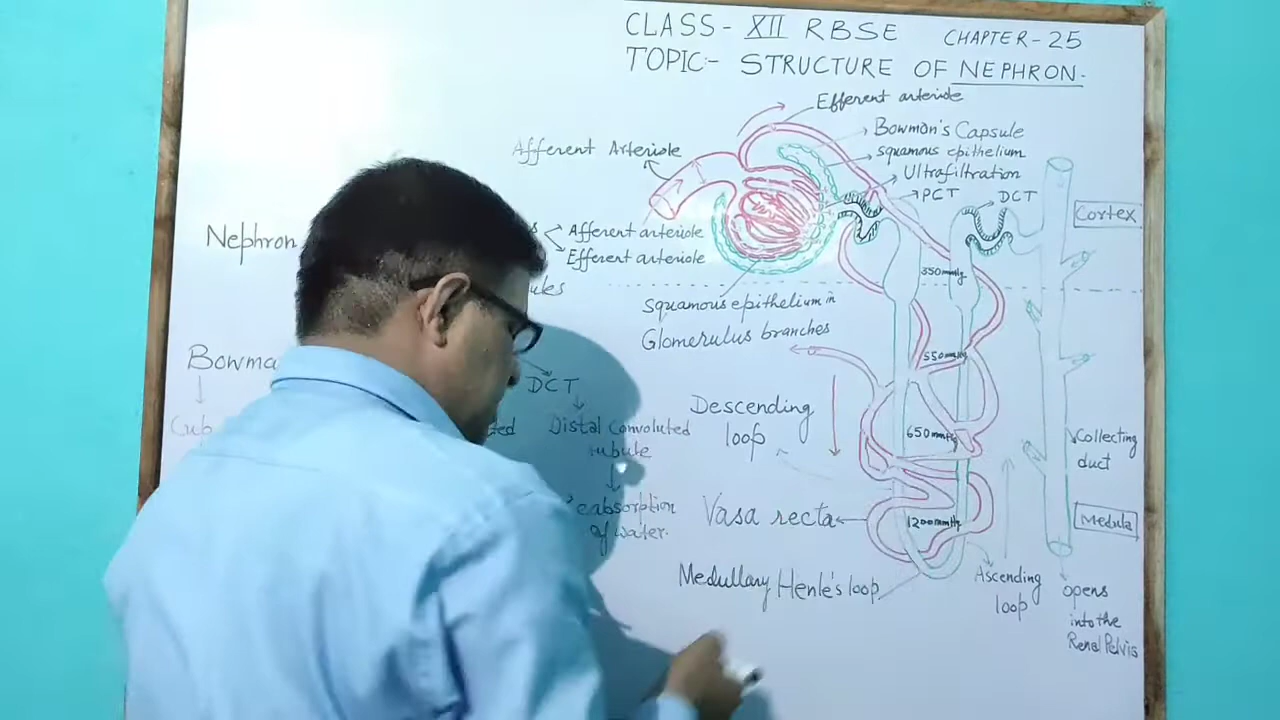 CLASS- XII RBSE CHAPTER-25
TOPIC:- STRUCTURE OF NEPHRON.
Efferent arteriole
Bowman's Capsule
Afferent Arteriole
squamous epithelium
Ultrafiltration
PCT
DCT
Cortex
Nephron
Afferent arteriole
Efferent arteriole
squamous epithelium in
Glomerulus branches
350mmHg
550mmHg
650mmHg
1200mmHg
Bowma
DCT
Distal Convoluted
tubule
eabsorption
of water.
Descending
loop
Vasa recta
Medullary Henle's loop
Ascending
loop
Collecting
duct
Medula
opens
into the
Renal Pelvis